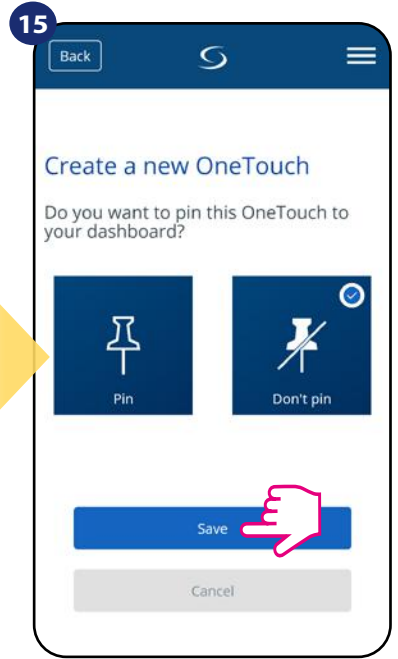 15
Back
Create a new OneTouch
Do you want to pin this OneTouch to
your dashboard?
Pin
Don't pin
Save
Cancel